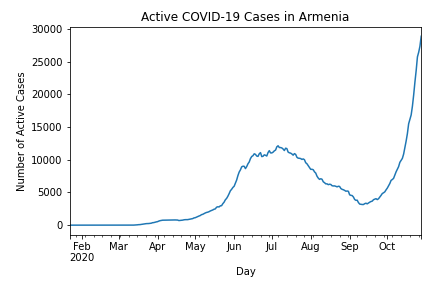 Active COVID-19 Cases in Armenia
Number of Active Cases
30000
25000
20000
15000
10000
5000
0
Feb Mar Apr May Jun Jul Aug Sep Oct
2020
Day